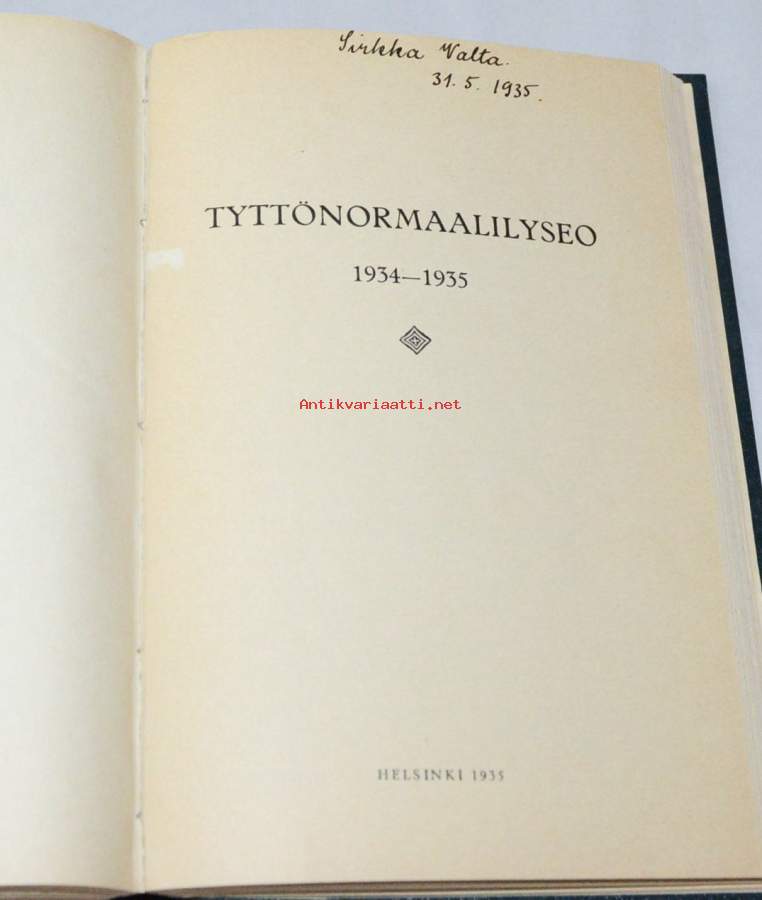 Sirkka Valta.
31. 5. 1935.
TYTTÖNORMAALILYSEO
1934—1935
Antikvariaatti.net
HELSINKI 1935